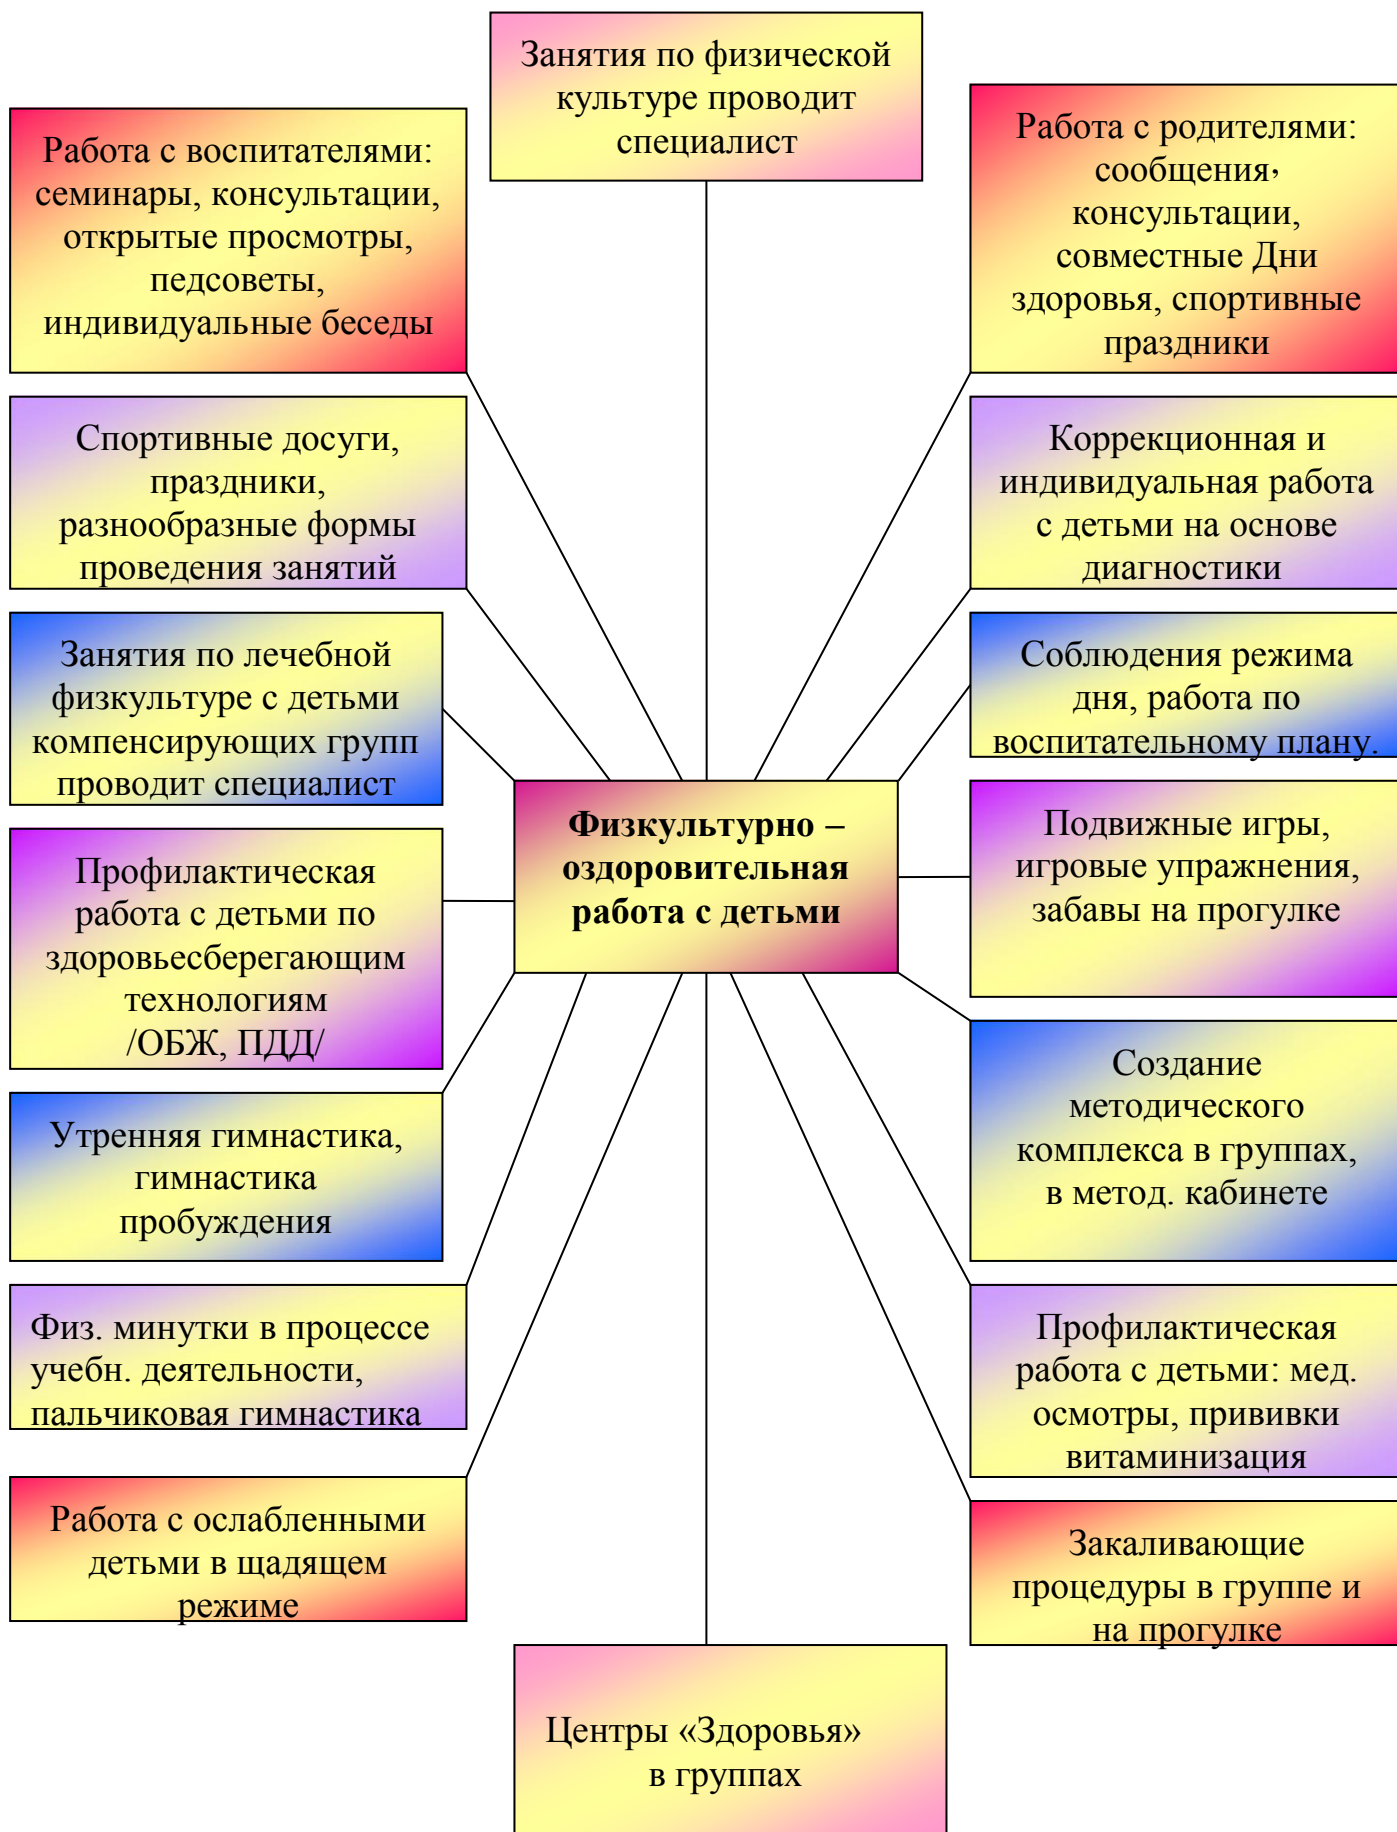 Занятия по физической
культуре проводит
специалист
Работа с воспитателями:
семинары, консультации,
открытые просмотры,
педсоветы,
индивидуальные беседы
Работа с родителями:
сообщения,
консультации,
совместные Дни
здоровья, спортивные
праздники
Спортивные досуги,
праздники,
разнообразные формы
проведения занятий
Коррекционная и
индивидуальная работа
с детьми на основе
диагностики
Занятия по лечебной
физкультуре с детьми
компенсирующих групп
проводит специалист
Соблюдения режима
дня, работа по
воспитательному плану.
Физкультурно –
оздоровительная
работа с детьми
Подвижные игры,
игровые упражнения,
забавы на прогулке
Профилактическая
работа с детьми по
здоровьесберегающим
технологиям
/ОБЖ, ПДД/
Создание
методического
комплекса в группах,
в метод. кабинете
Утренняя гимнастика,
гимнастика
пробуждения
Физ. минутки в процессе
учебн. деятельности,
пальчиковая гимнастика
Профилактическая
работа с детьми: мед.
осмотры, прививки
витаминизация
Работа с ослабленными
детьми в щадящем
режиме
Закаливающие
процедуры в группе и
на прогулке
Центры «Здоровья»
в группах